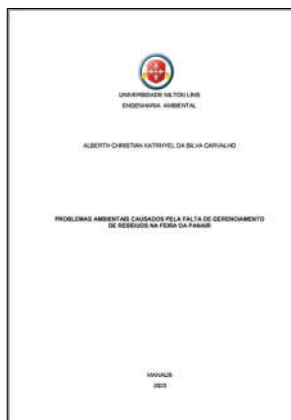 UNIVERSIDADE NILTON LINS
ENGENHARIA AMBIENTAL
ALBERTH CHRISTIAN KATRHYEL DA SILVA CARVALHO
PROBLEMAS AMBIENTAIS CAUSADOS PELA FALTA DE GERENCIAMENTO
DE RESÍDUOS NA FEIRA DA PANAIR
MANAUS
2023